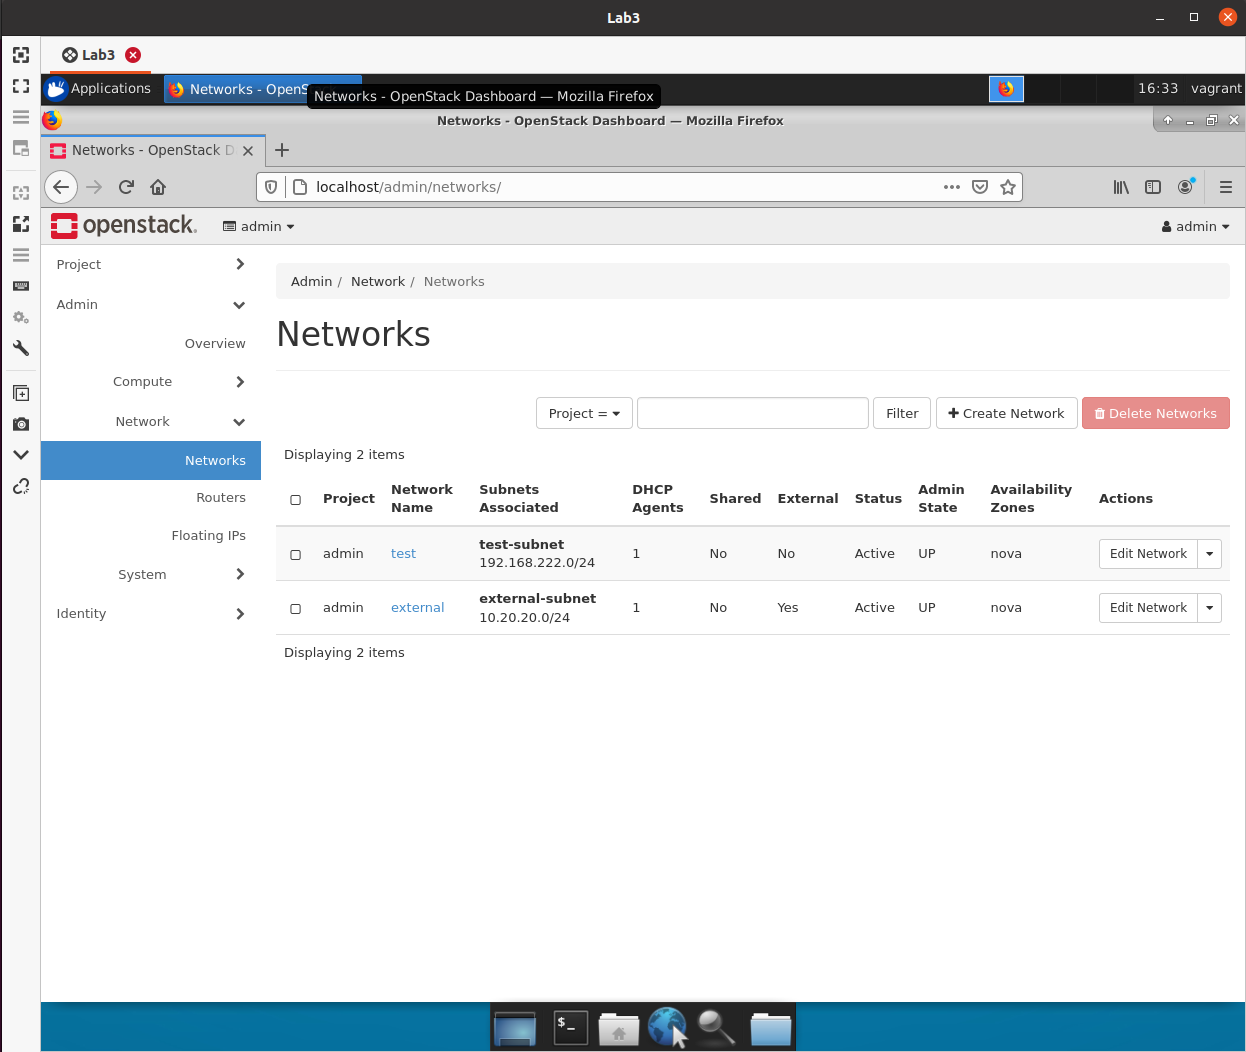 Lab3
Lab3
Applications
Networks - OpenS
Networks - OpenStack Dashboard — Mozilla Firefox
16:33
vagrant
Networks - OpenStack Dashboard — Mozilla Firefox
Networks - OpenStack D
localhost/admin/networks/
openstack.
admin
admin
Project
Admin
Overview
Compute
Network
Networks
Routers
Floating IPs
System
Identity
Admin / Network / Networks
Networks
Project =
Filter
Create Network
Delete Networks
Displaying 2 items
Project Network Name Subnets Associated DHCP Agents Shared External Status Admin State Availability Zones Actions
admin test test-subnet 1 No No Active UP nova Edit Network
192.168.222.0/24
admin external external-subnet 1 No Yes Active UP nova Edit Network
10.20.20.0/24
Displaying 2 items
$_